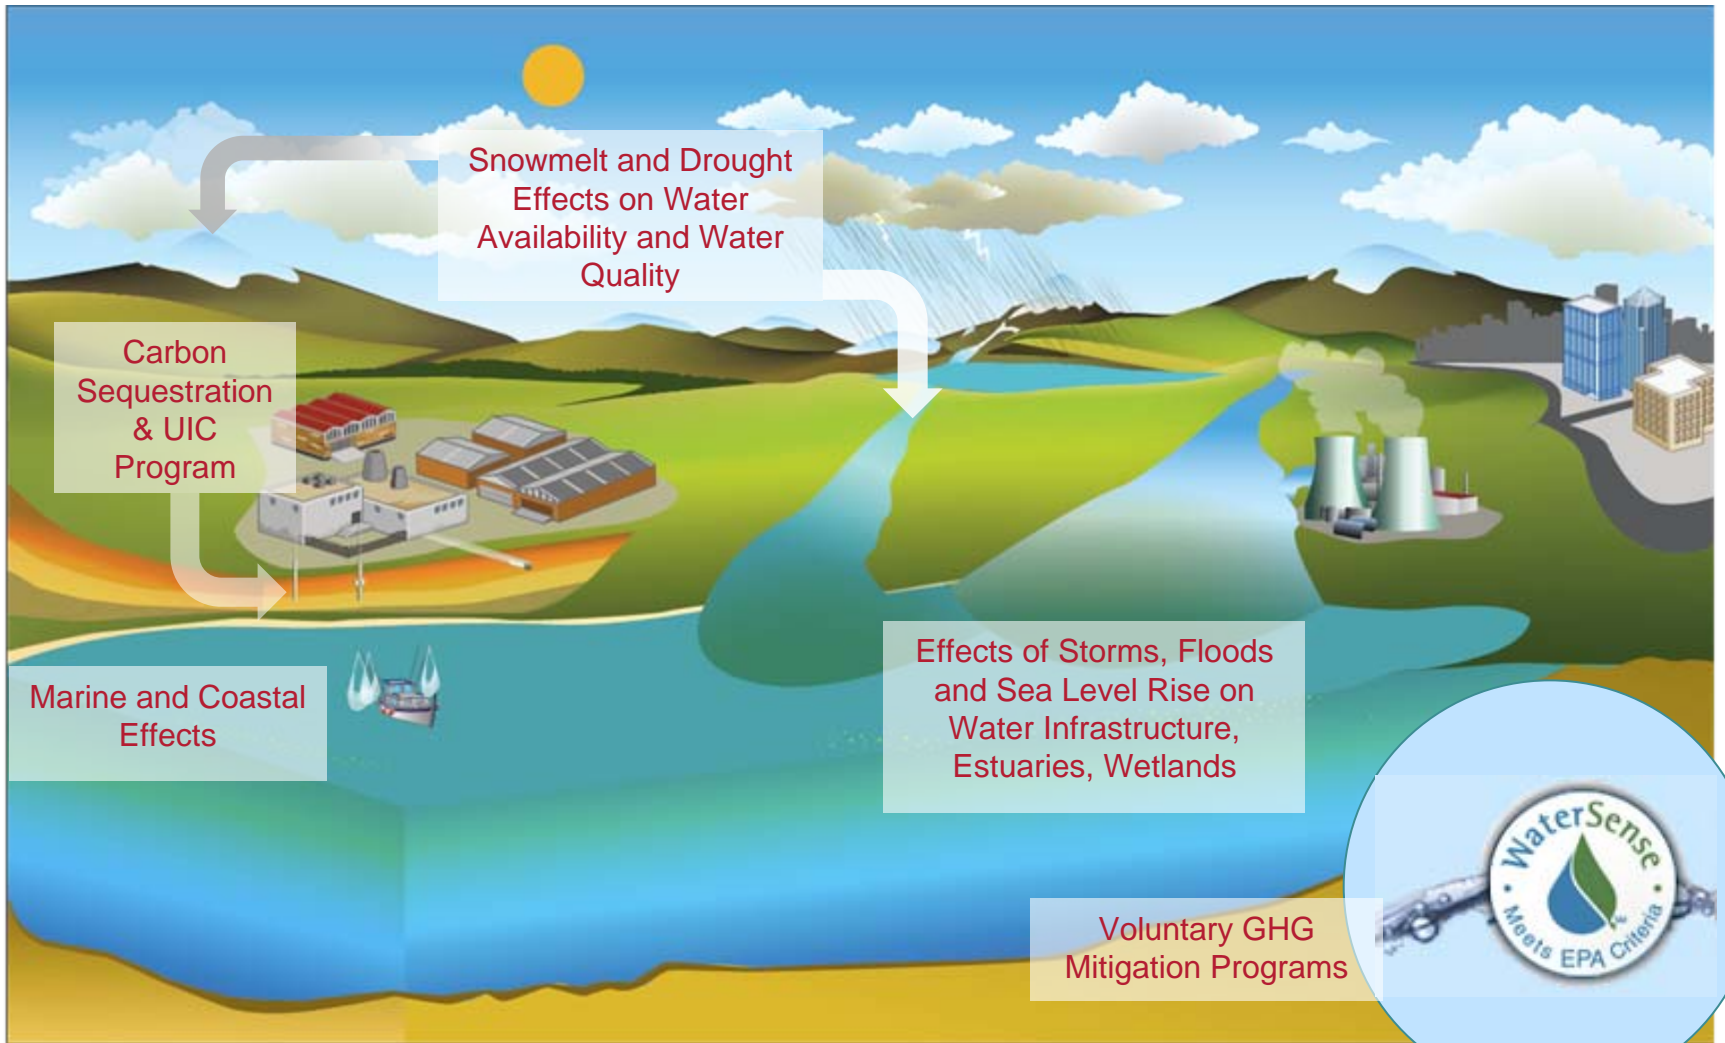 Snowmelt and Drought
Effects on Water
Availability and Water
Quality
Carbon
Sequestration
& UIC
Program
Marine and Coastal
Effects
Effects of Storms, Floods
and Sea Level Rise on
Water Infrastructure,
Estuaries, Wetlands
Voluntary GHG
Mitigation Programs
WaterSense
Meets EPA Criteria